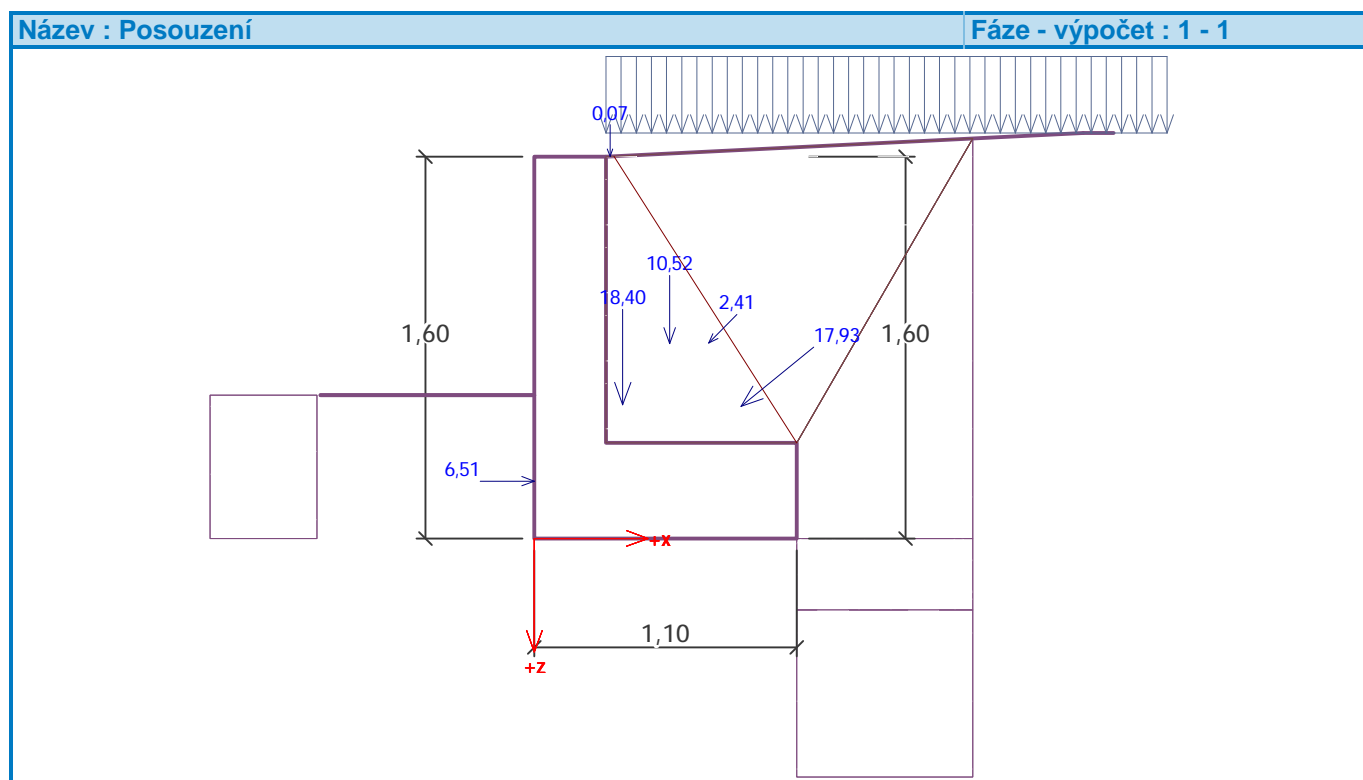 Název : Posouzení
Fáze - výpočet : 1 - 1
0,07
10,52
18,40
2,41
1,60
17,93
1,60
6,51
+x
1,10
+z